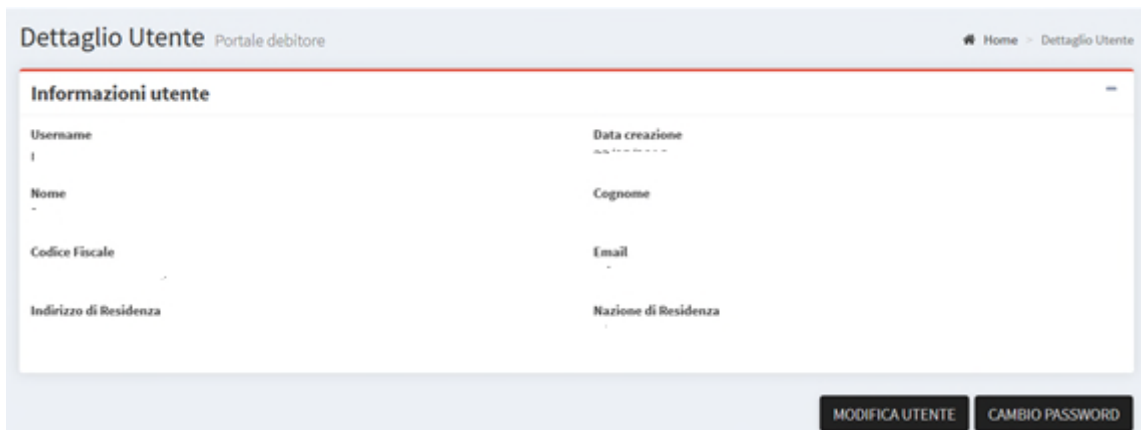 Dettaglio Utente Portale debitore
Home > Dettaglio Utente
Informazioni utente
Username
Data creazione
Nome
Cognome
Codice Fiscale
Email
Indirizzo di Residenza
Nazione di Residenza
MODIFICA UTENTE
CAMBIO PASSWORD